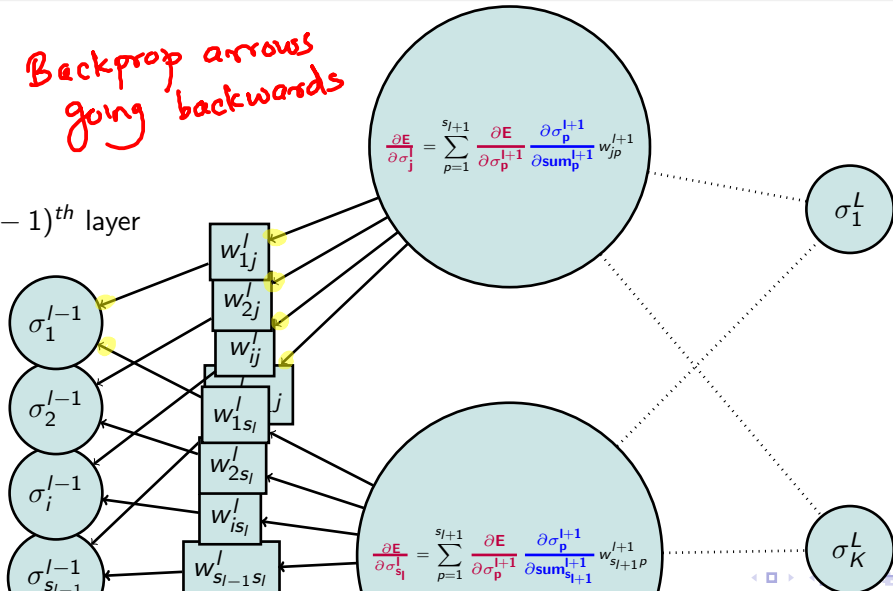 Backprop arrows
going backwards
− 1)^{th} layer
∂E/∂σ_j^l = ∑_{p=1}^{s_{l+1}} ∂E/∂σ_p^{l+1} ∂σ_p^{l+1}/∂sum_p^{l+1} w_{jp}^{l+1}
σ_1^L
w_{1j}^l
w_{2j}^l
w_{ij}^l
j
σ_1^{l−1}
σ_2^{l−1}
σ_i^{l−1}
σ_{s_{l−1}}^{l−1}
w_{1s_l}^l
w_{2s_l}^l
w_{is_l}^l
w_{s_{l−1}s_l}^l
∂E/∂σ_{s_l}^l = ∑_{p=1}^{s_{l+1}} ∂E/∂σ_p^{l+1} ∂σ_p^{l+1}/∂sum_{s_{l+1}}^{l+1} w_{s_{l+1}p}^{l+1}
σ_K^L